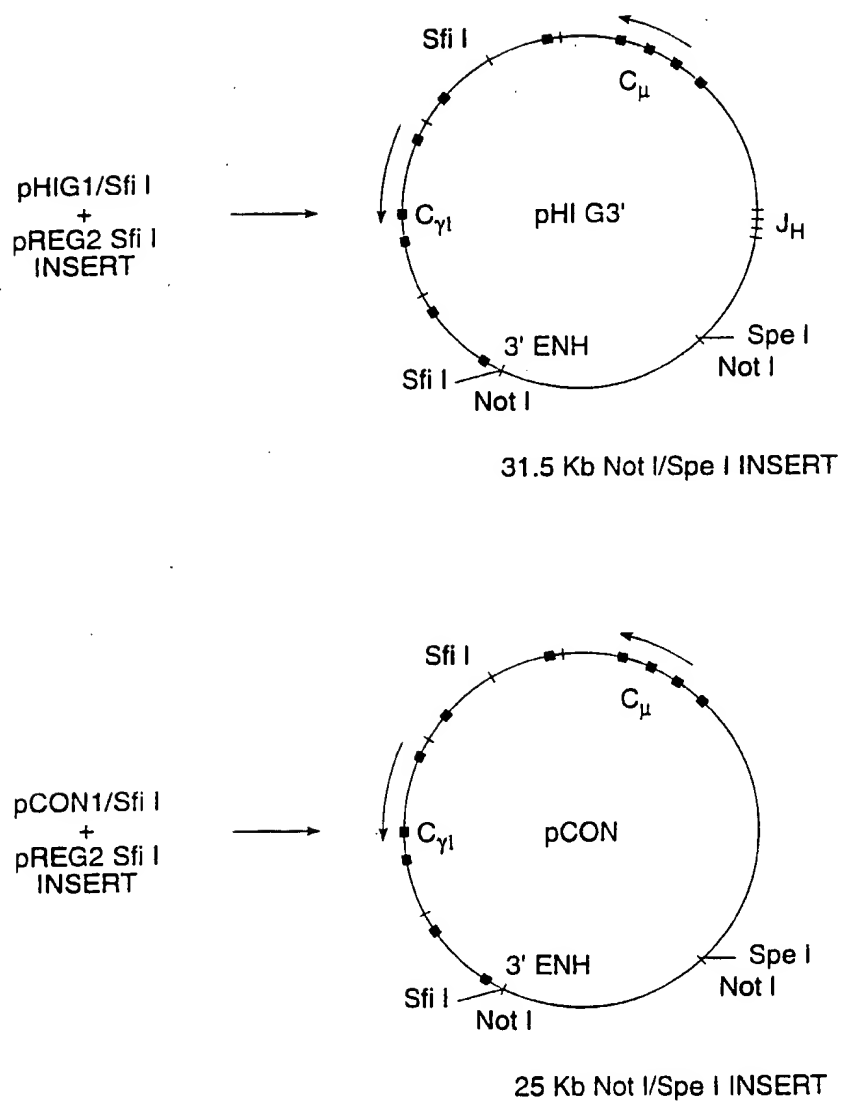 Sfi I
Cμ
pHIG1/Sfi I
+
pREG2 Sfi I
INSERT
Cγ1
pHI G3'
JH
3' ENH
Spe I
Sfi I
Not I
Not I
31.5 Kb Not I/Spe I INSERT
Sfi I
Cμ
pCON1/Sfi I
+
pREG2 Sfi I
INSERT
Cγ1
pCON
3' ENH
Spe I
Sfi I
Not I
Not I
25 Kb Not I/Spe I INSERT